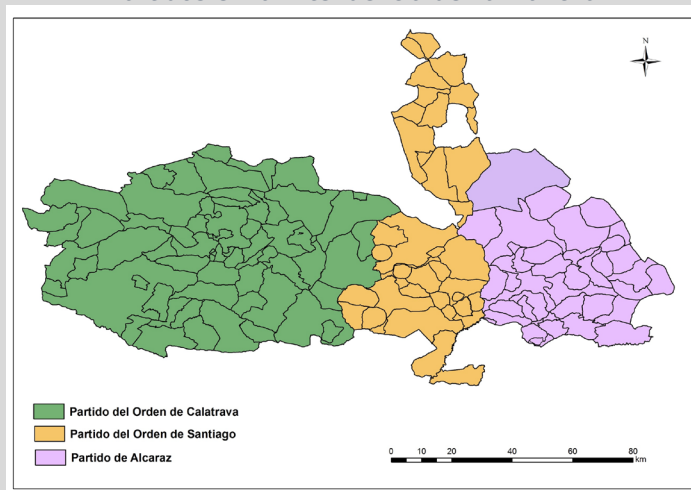 N
Partido del Orden de Calatrava
Partido del Orden de Santiago
Partido de Alcaraz
0 10 20 40 60 80
km